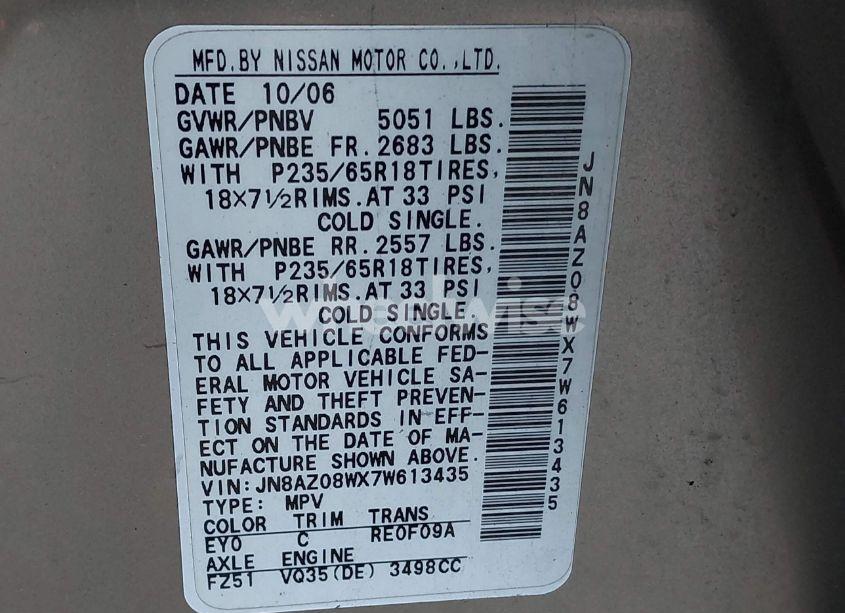 MFD.BY NISSAN MOTOR CO.,LTD.
DATE 10/06
GVWR/PNBV 5051 LBS.
GAWR/PNBE FR. 2683 LBS.
WITH P235/65R18TIRES,
18×7½RIMS.AT 33 PSI
COLD SINGLE.
GAWR/PNBE RR. 2557 LBS.
WITH P235/65R18TIRES,
18×7½RIMS.AT 33 PSI
COLD SINGLE.
THIS VEHICLE CONFORMS
TO ALL APPLICABLE FED-
ERAL MOTOR VEHICLE SA-
FETY AND THEFT PREVEN-
TION STANDARDS IN EFF-
ECT ON THE DATE OF MA-
NUFACTURE SHOWN ABOVE.
VIN:JN8AZ08WX7W613435
TYPE: MPV
COLOR TRIM TRANS
EY0 C RE0F09A
AXLE ENGINE
FZ51 VQ35(DE) 3498CC
JN8AZ08WX7W613435